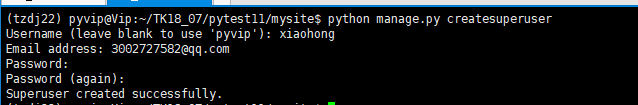 (tzdj22) pyvip@Vip:~/TK18_07/pytest11/mysite$ python manage.py createsuperuser
Username (leave blank to use 'pyvip'): xiaohong
Email address: 3002727582@qq.com
Password:
Password (again):
Superuser created successfully.